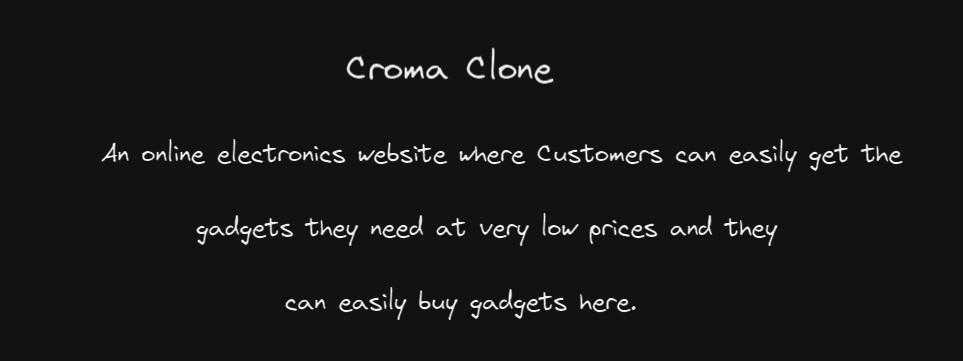 Croma Clone
An online electronics website where Customers can easily get the
gadgets they need at very low prices and they
can easily buy gadgets here.